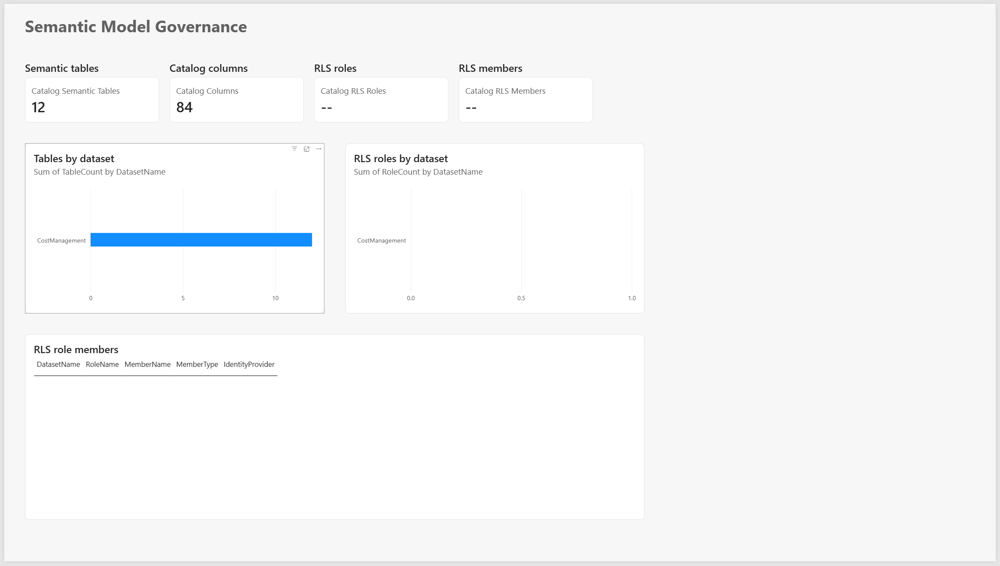 Semantic Model Governance
Semantic tables
Catalog Semantic Tables
12
Catalog columns
Catalog Columns
84
RLS roles
Catalog RLS Roles
--
RLS members
Catalog RLS Members
--
Tables by dataset
Sum of TableCount by DatasetName
CostManagement
0 5 10
RLS roles by dataset
Sum of RoleCount by DatasetName
CostManagement
0.0 0.5 1.0
RLS role members
DatasetName RoleName MemberName MemberType IdentityProvider